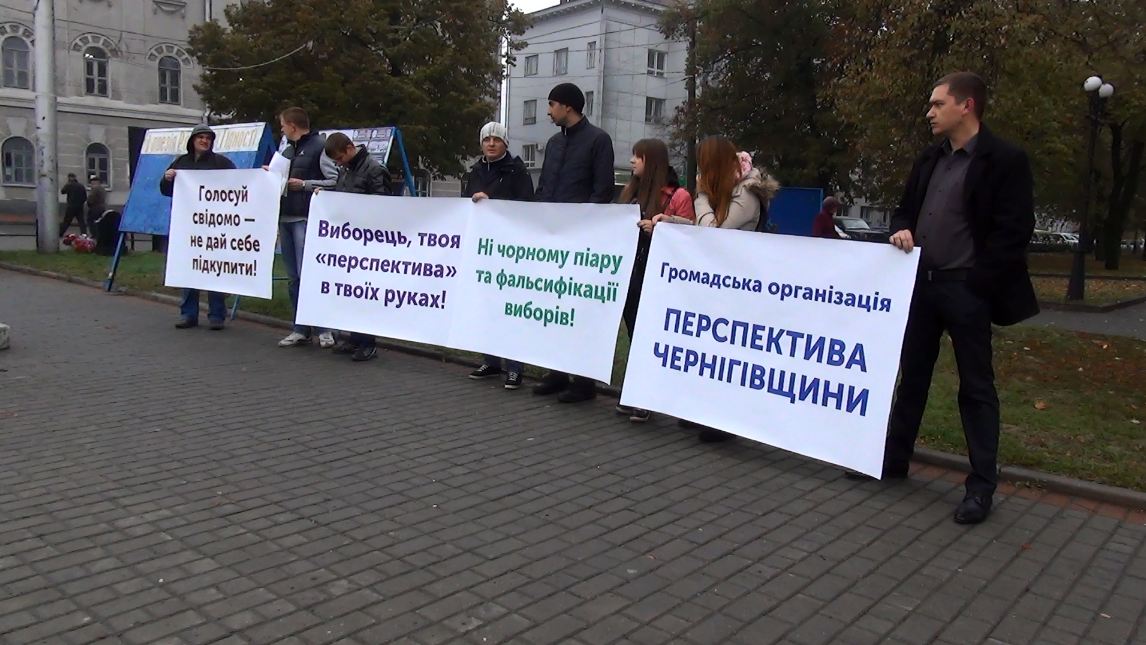 Голосуй
свідомо –
не дай себе
підкупити!
Виборець, твоя
«перспектива»
в твоїх руках!
Ні чорному піару
та фальсифікації
виборів!
Громадська організація
ПЕРСПЕКТИВА
ЧЕРНІГІВЩИНИ